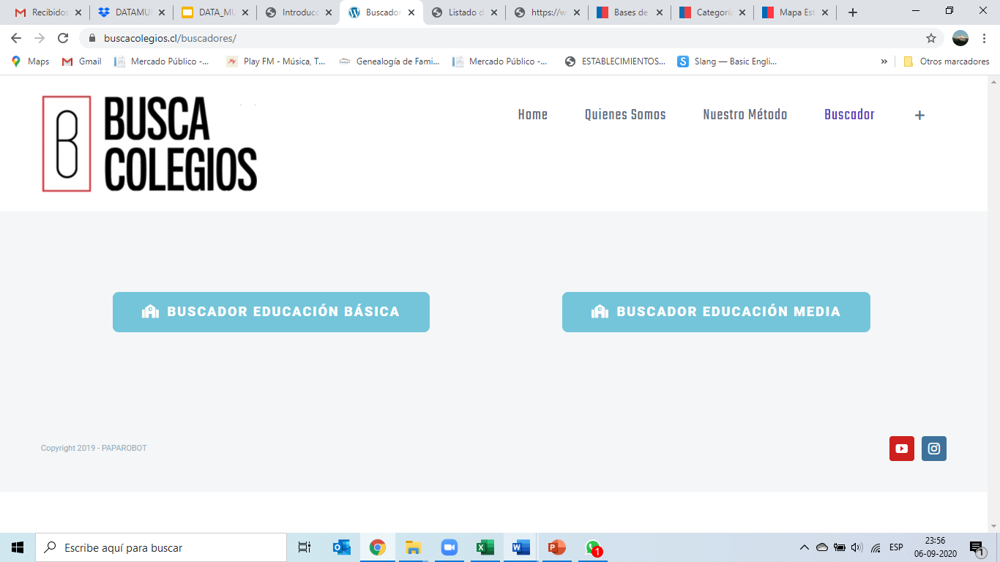 Recibidos
DATAMU
DATA_MU
Introducc
Buscador
Listado d
https://w
Bases de
Categoría
Mapa Est
buscacolegios.cl/buscadores/
Maps
Gmail
Mercado Público -...
Play FM - Música, T...
Genealogía de Fami...
Mercado Público -...
ESTABLECIMIENTOS...
Slang — Basic Engli...
»
Otros marcadores
B BUSCA
COLEGIOS
Home
Quienes Somos
Nuestro Método
Buscador
+
BUSCADOR EDUCACIÓN BÁSICA
BUSCADOR EDUCACIÓN MEDIA
Copyright 2019 - PAPAROBOT
Escribe aquí para buscar
1
ESP
23:56
06-09-2020
1